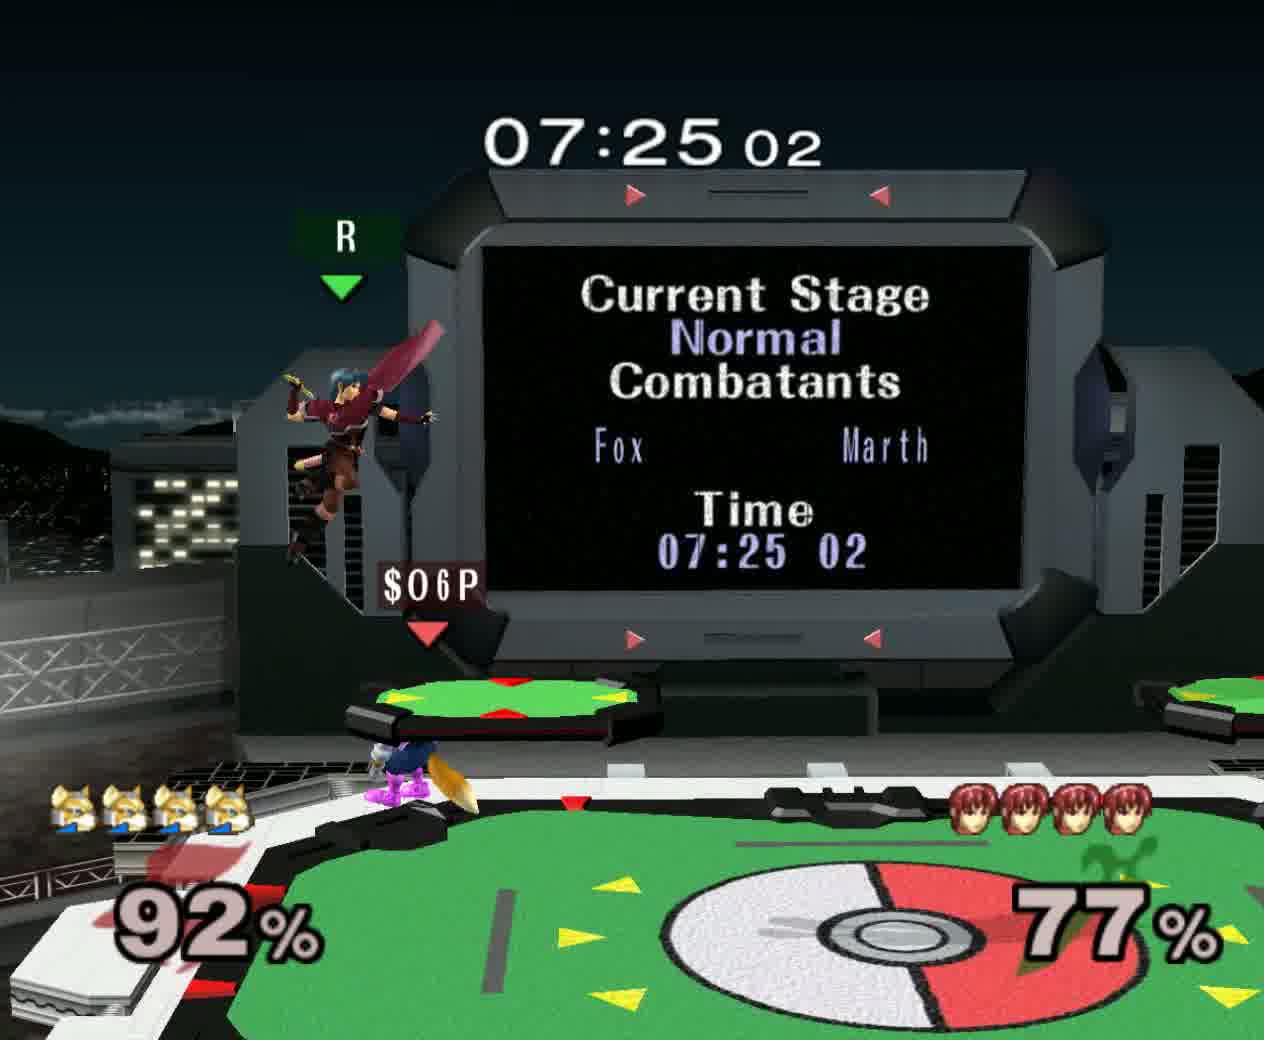 07:25 02
R
Current Stage
Normal
Combatants
Fox Marth
Time
07:25 02
$06P
92%
77%